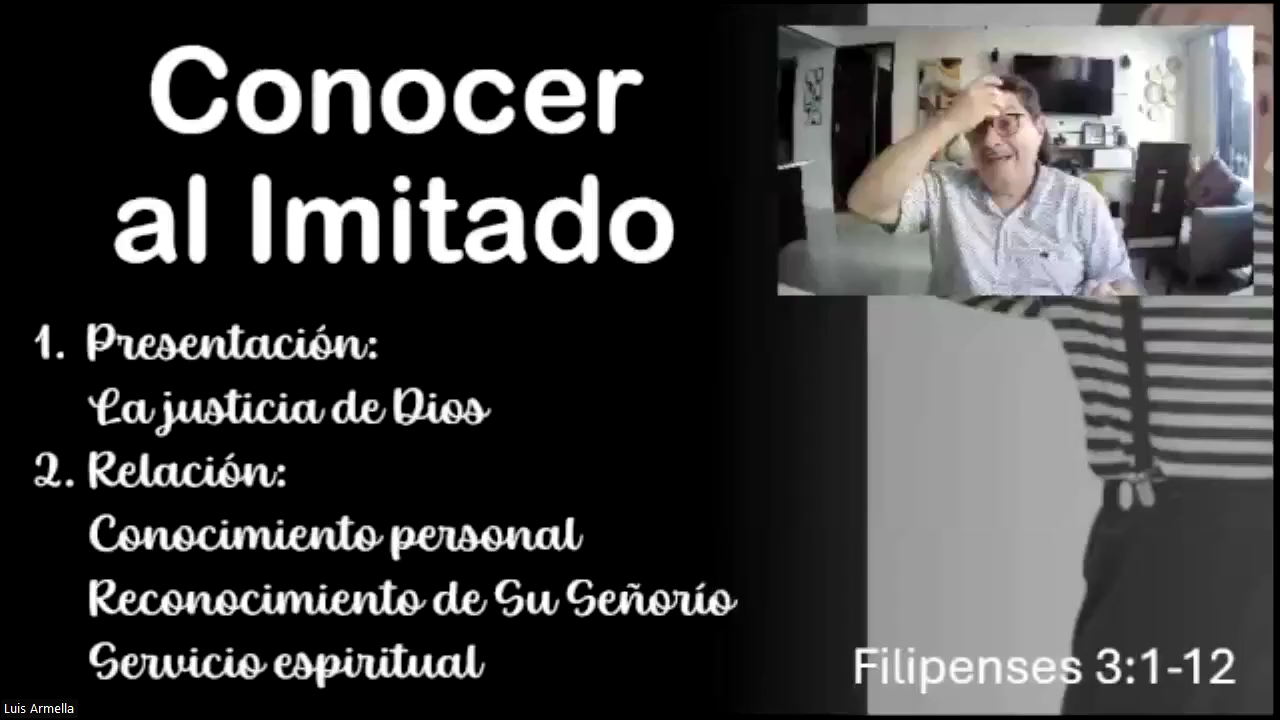 Conocer
al Imitado
1. Presentación:
La justicia de Dios
2. Relación:
Conocimiento personal
Reconocimiento de Su Señorío
Servicio espiritual
Filipenses 3:1-12
Luis Armella